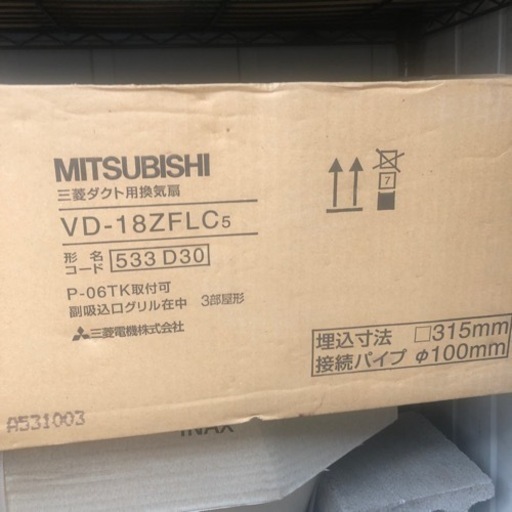 MITSUBISHI
三菱ダクト用換気扇
VD-18ZFLC5
形名
コード 533 D30
P-06TK取付可
副吸込口グリル在中 3部屋形
三菱電機株式会社
7
埋込寸法 □315mm
接続パイプ φ100mm
A531003
INAX